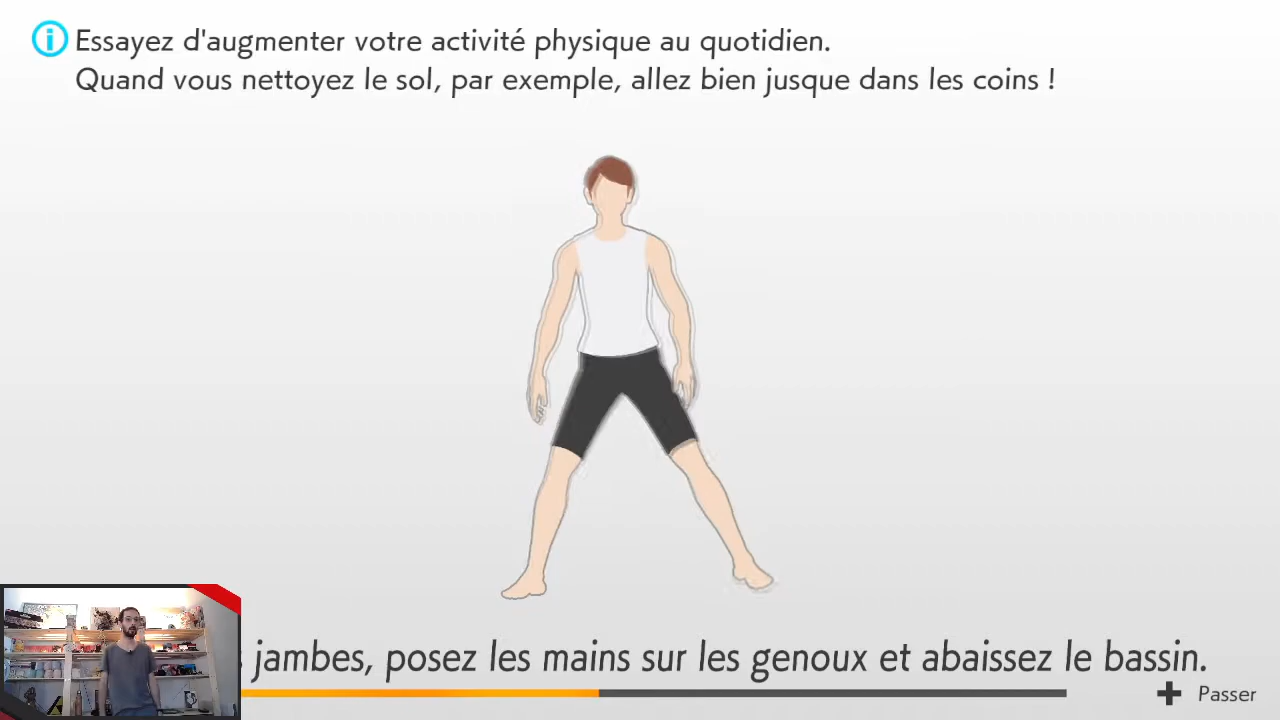 Essayez d'augmenter votre activité physique au quotidien.
Quand vous nettoyez le sol, par exemple, allez bien jusque dans les coins !
jambes, posez les mains sur les genoux et abaissez le bassin.
Passer